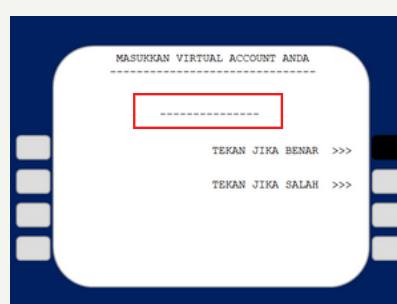 MASUKKAN VIRTUAL ACCOUNT ANDA
--------------------------------
---------------
TEKAN JIKA BENAR >>>
TEKAN JIKA SALAH >>>